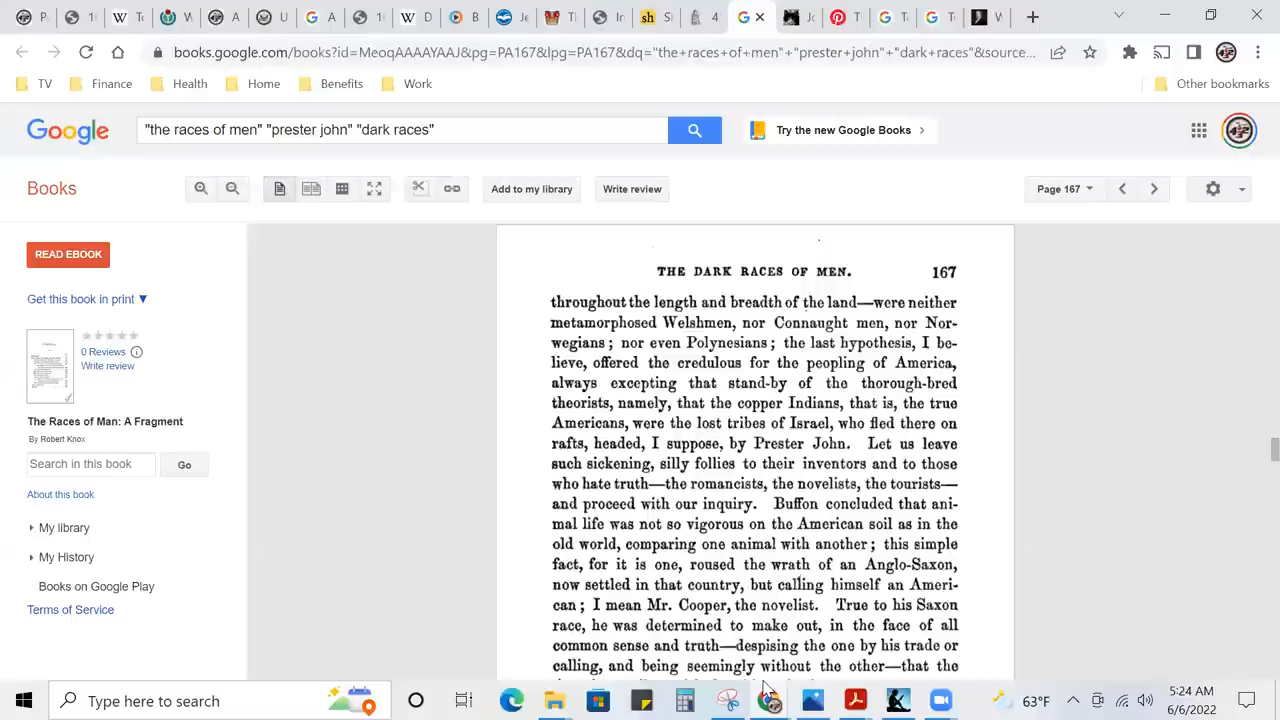 books.google.com/books?id=MeoqAAAAYAAJ&pg=PA167&lpg=PA167&dq="the+races+of+men"+"prester+john"+"dark+races"&source...
TV
Finance
Health
Home
Benefits
Work
Other bookmarks
Google
"the races of men" "prester john" "dark races"
Try the new Google Books
Books
Add to my library
Write review
Page 167
READ EBOOK
Get this book in print ▼
0 Reviews
Write review
The Races of Man: A Fragment
By Robert Knox
Search in this book
Go
About this book
My library
My History
Books on Google Play
Terms of Service
THE DARK RACES OF MEN. 167
throughout the length and breadth of the land—were neither
metamorphosed Welshmen, nor Connaught men, nor Nor-
wegians; nor even Polynesians; the last hypothesis, I be-
lieve, offered the credulous for the peopling of America,
always excepting that stand-by of the thorough-bred
theorists, namely, that the copper Indians, that is, the true
Americans, were the lost tribes of Israel, who fled there on
rafts, headed, I suppose, by Prester John. Let us leave
such sickening, silly follies to their inventors and to those
who hate truth—the romancists, the novelists, the tourists—
and proceed with our inquiry. Buffon concluded that ani-
mal life was not so vigorous on the American soil as in the
old world, comparing one animal with another; this simple
fact, for it is one, roused the wrath of an Anglo-Saxon,
now settled in that country, but calling himself an Ameri-
can; I mean Mr. Cooper, the novelist. True to his Saxon
race, he was determined to make out, in the face of all
common sense and truth—despising the one by his trade or
calling, and being seemingly without the other—that the
Type here to search
63°F
5:24 AM
6/6/2022